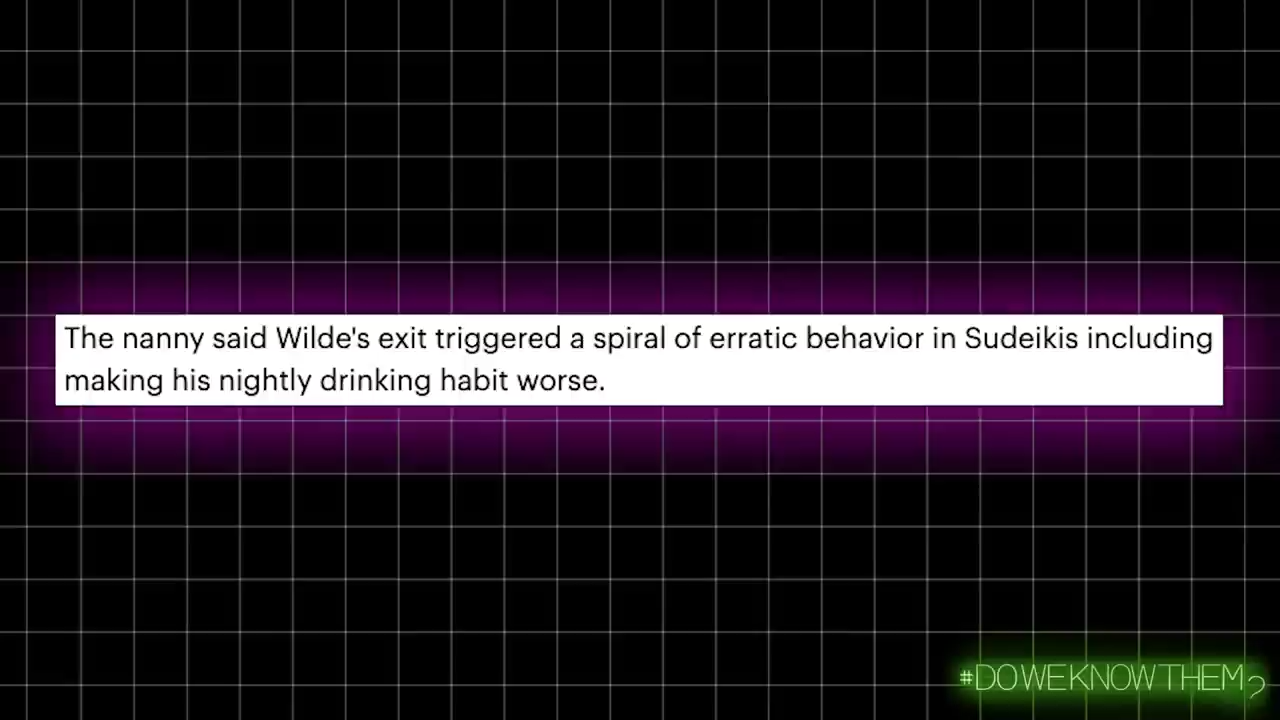 The nanny said Wilde's exit triggered a spiral of erratic behavior in Sudeikis including
making his nightly drinking habit worse.
#DOWEKNOWTHEM?